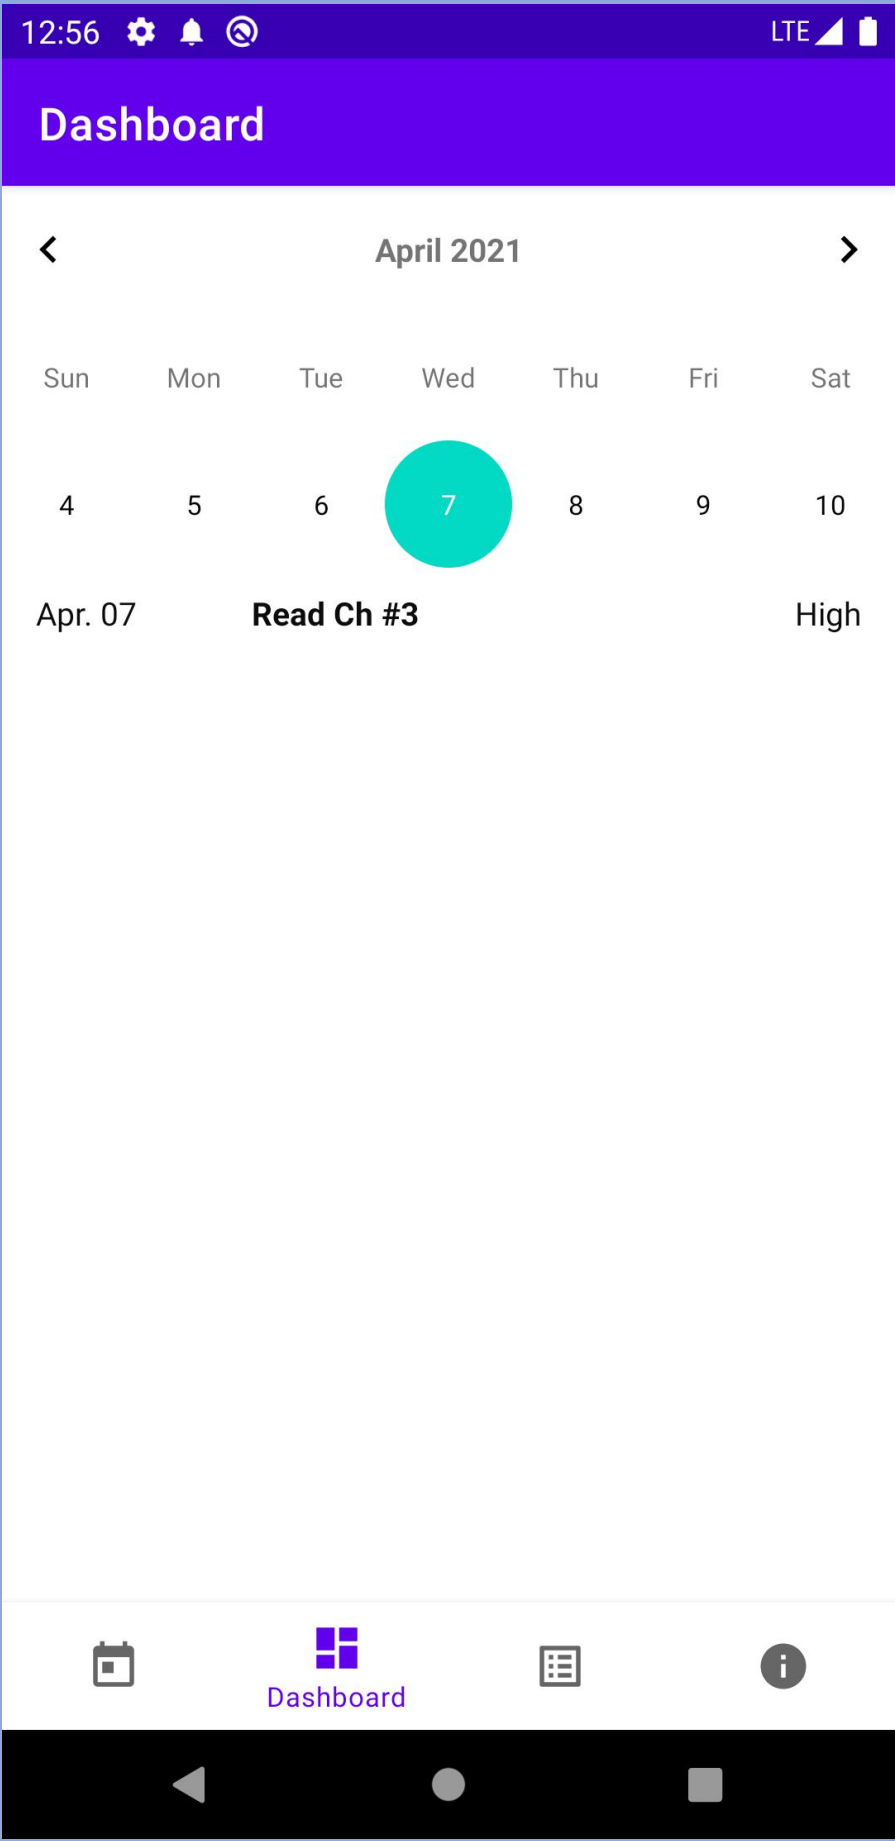 12:56 LTE
Dashboard
April 2021
Sun Mon Tue Wed Thu Fri Sat
4 5 6 7 8 9 10
Apr. 07 Read Ch #3 High
Dashboard